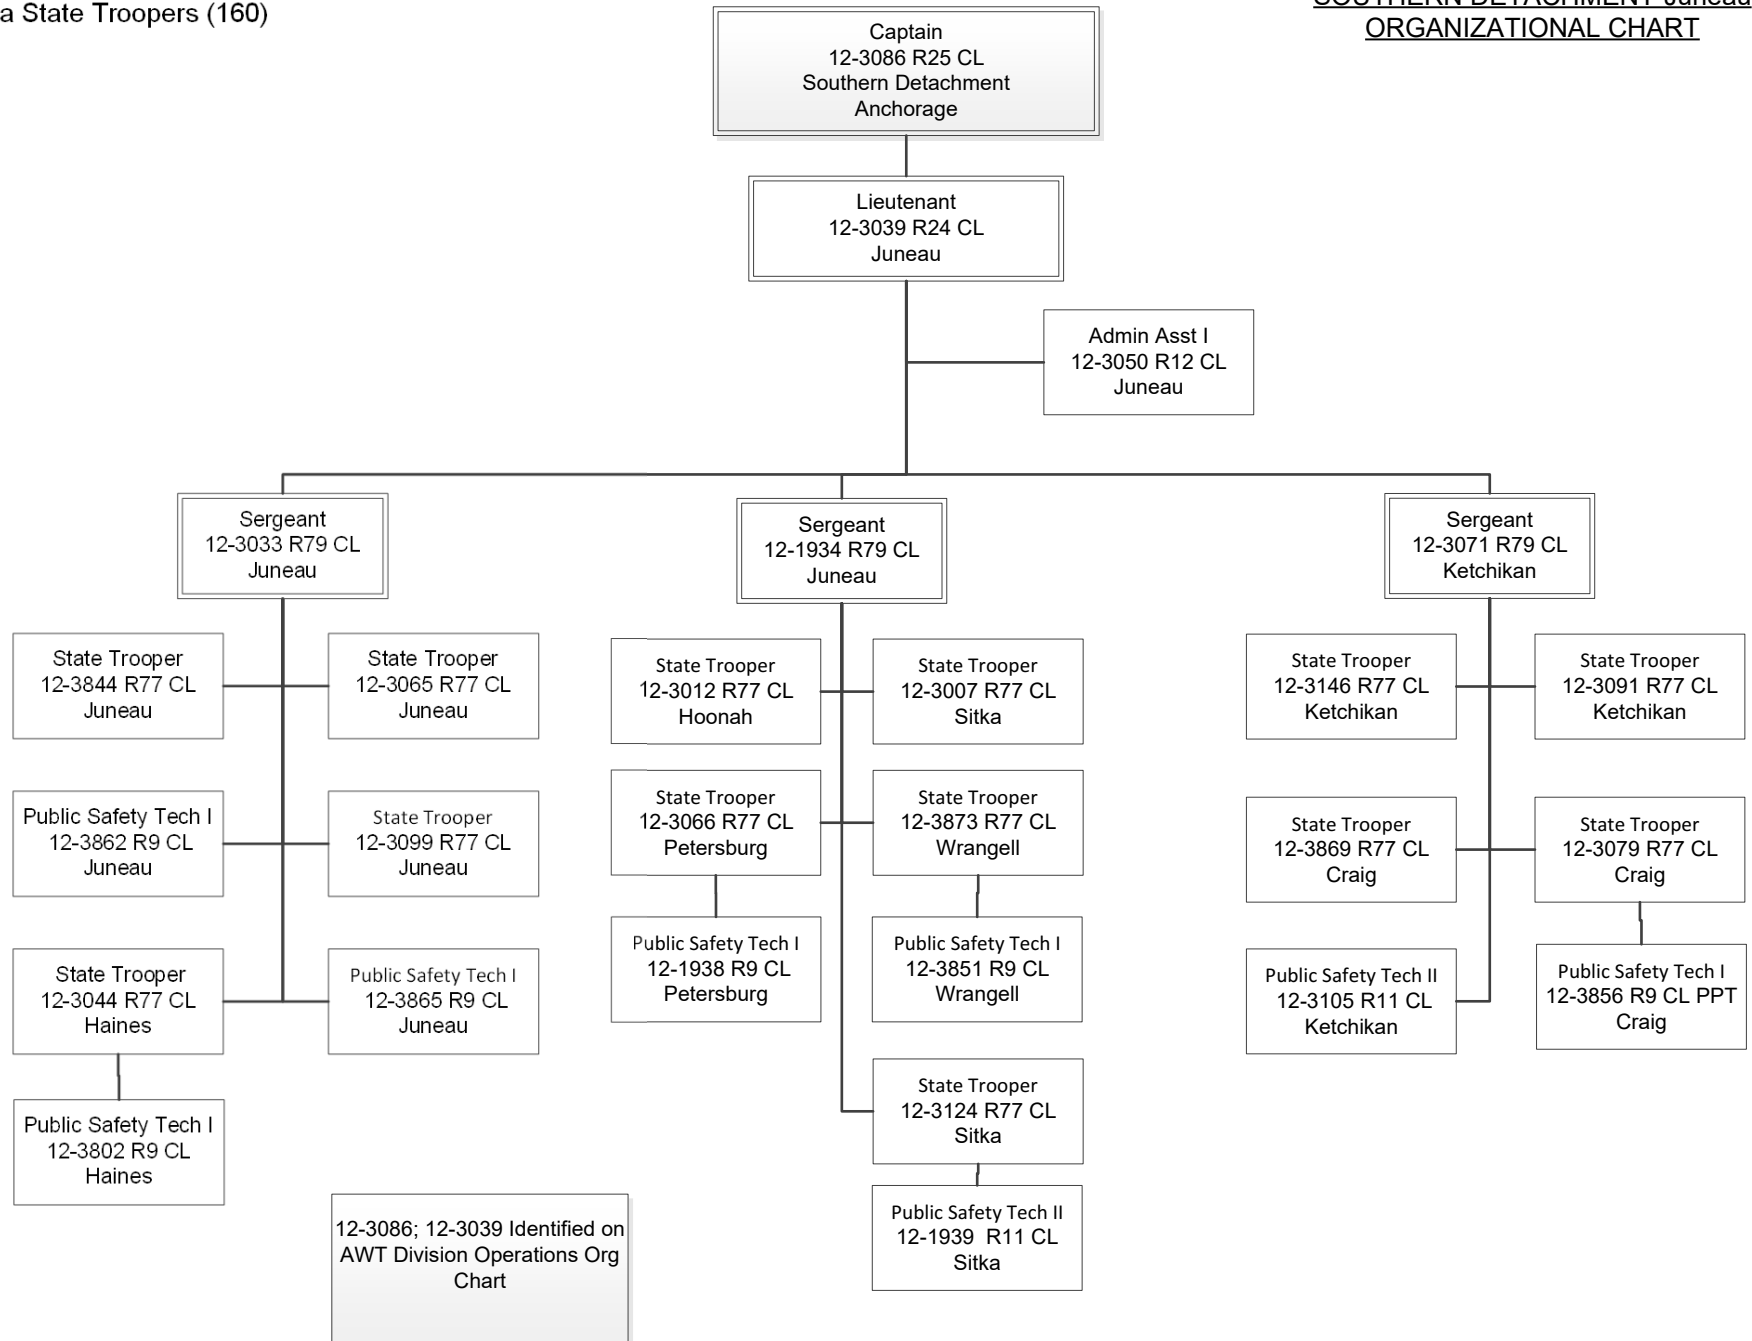 a State Troopers (160)
SOUTHERN DETACHMENT Juneau
ORGANIZATIONAL CHART
Captain
12-3086 R25 CL
Southern Detachment
Anchorage
Lieutenant
12-3039 R24 CL
Juneau
Admin Asst I
12-3050 R12 CL
Juneau
Sergeant
12-3033 R79 CL
Juneau
State Trooper
12-3844 R77 CL
Juneau
State Trooper
12-3065 R77 CL
Juneau
Public Safety Tech I
12-3862 R9 CL
Juneau
State Trooper
12-3099 R77 CL
Juneau
State Trooper
12-3044 R77 CL
Haines
Public Safety Tech I
12-3865 R9 CL
Juneau
Public Safety Tech I
12-3802 R9 CL
Haines
Sergeant
12-1934 R79 CL
Juneau
State Trooper
12-3012 R77 CL
Hoonah
State Trooper
12-3007 R77 CL
Sitka
State Trooper
12-3066 R77 CL
Petersburg
State Trooper
12-3873 R77 CL
Wrangell
Public Safety Tech I
12-1938 R9 CL
Petersburg
Public Safety Tech I
12-3851 R9 CL
Wrangell
State Trooper
12-3124 R77 CL
Sitka
Public Safety Tech II
12-1939 R11 CL
Sitka
Sergeant
12-3071 R79 CL
Ketchikan
State Trooper
12-3146 R77 CL
Ketchikan
State Trooper
12-3091 R77 CL
Ketchikan
State Trooper
12-3869 R77 CL
Craig
State Trooper
12-3079 R77 CL
Craig
Public Safety Tech II
12-3105 R11 CL
Ketchikan
Public Safety Tech I
12-3856 R9 CL PPT
Craig
12-3086; 12-3039 Identified on
AWT Division Operations Org
Chart